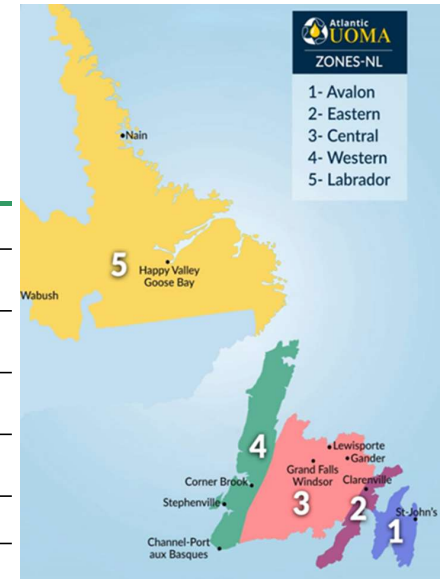 Atlantic
UOMA
ZONES-NL
1- Avalon
2- Eastern
3- Central
4- Western
5- Labrador
Nain
5
Happy Valley
Goose Bay
Wabush
4
Lewisporte
Gander
Grand Falls
Windsor
Corner Brook
Clarenville
Stephenville
3
2
St-John's
1
Channel-Port
aux Basques